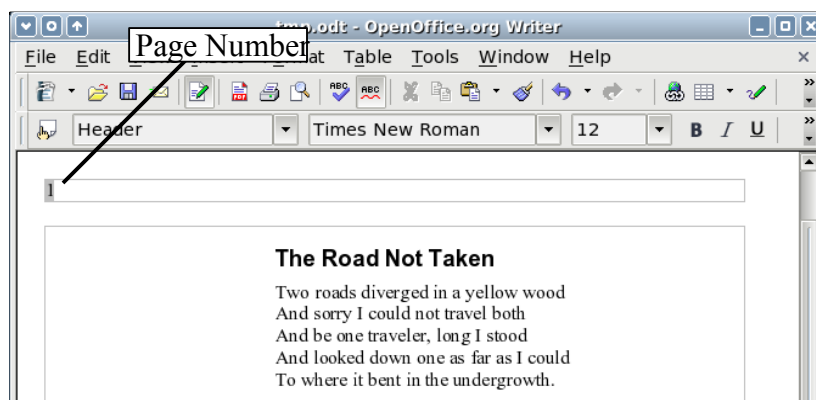 tmp.odt - OpenOffice.org Writer
Page Number
File Edit Table Tools Window Help
ABC ABC
Header Times New Roman 12 B I U
1
The Road Not Taken
Two roads diverged in a yellow wood
And sorry I could not travel both
And be one traveler, long I stood
And looked down one as far as I could
To where it bent in the undergrowth.